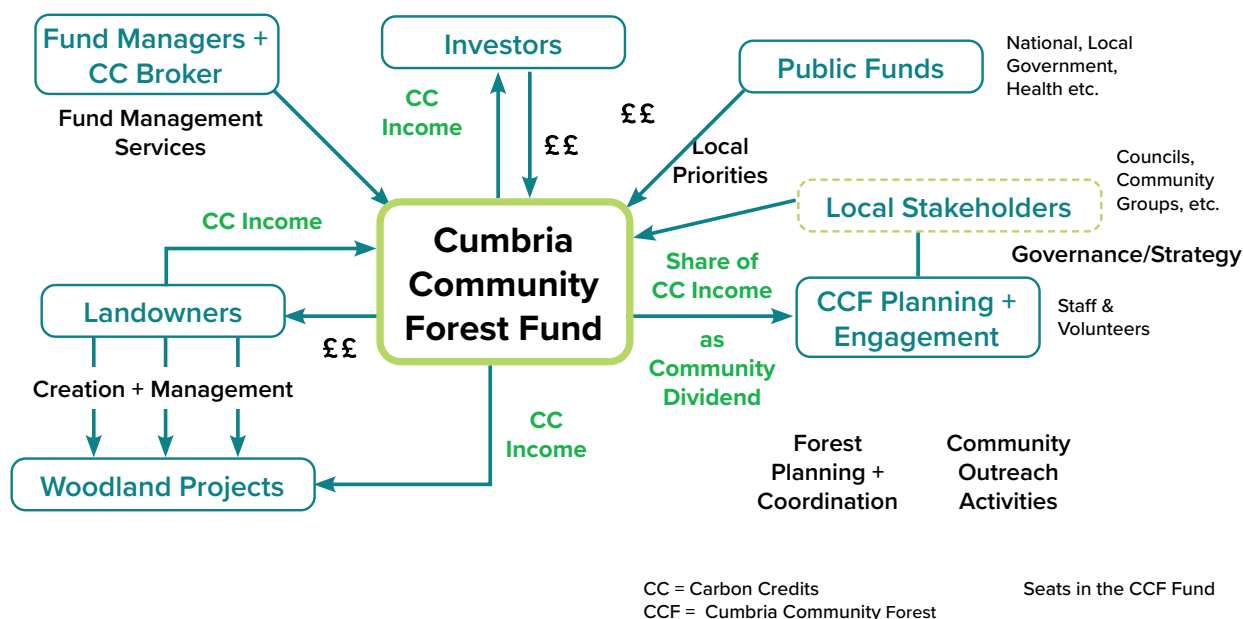 Fund Managers +
CC Broker
Fund Management
Services
Investors
CC
Income
££
££
Public Funds
National, Local
Government,
Health etc.
Local
Priorities
Councils,
Community
Groups, etc.
Local Stakeholders
Governance/Strategy
CC Income
Cumbria
Community
Forest Fund
Share of
CC Income
as
Community
Dividend
CCF Planning +
Engagement
Staff &
Volunteers
Landowners
££
Creation + Management
CC
Income
Woodland Projects
Forest
Planning +
Coordination
Community
Outreach
Activities
CC = Carbon Credits
CCF = Cumbria Community Forest
Seats in the CCF Fund